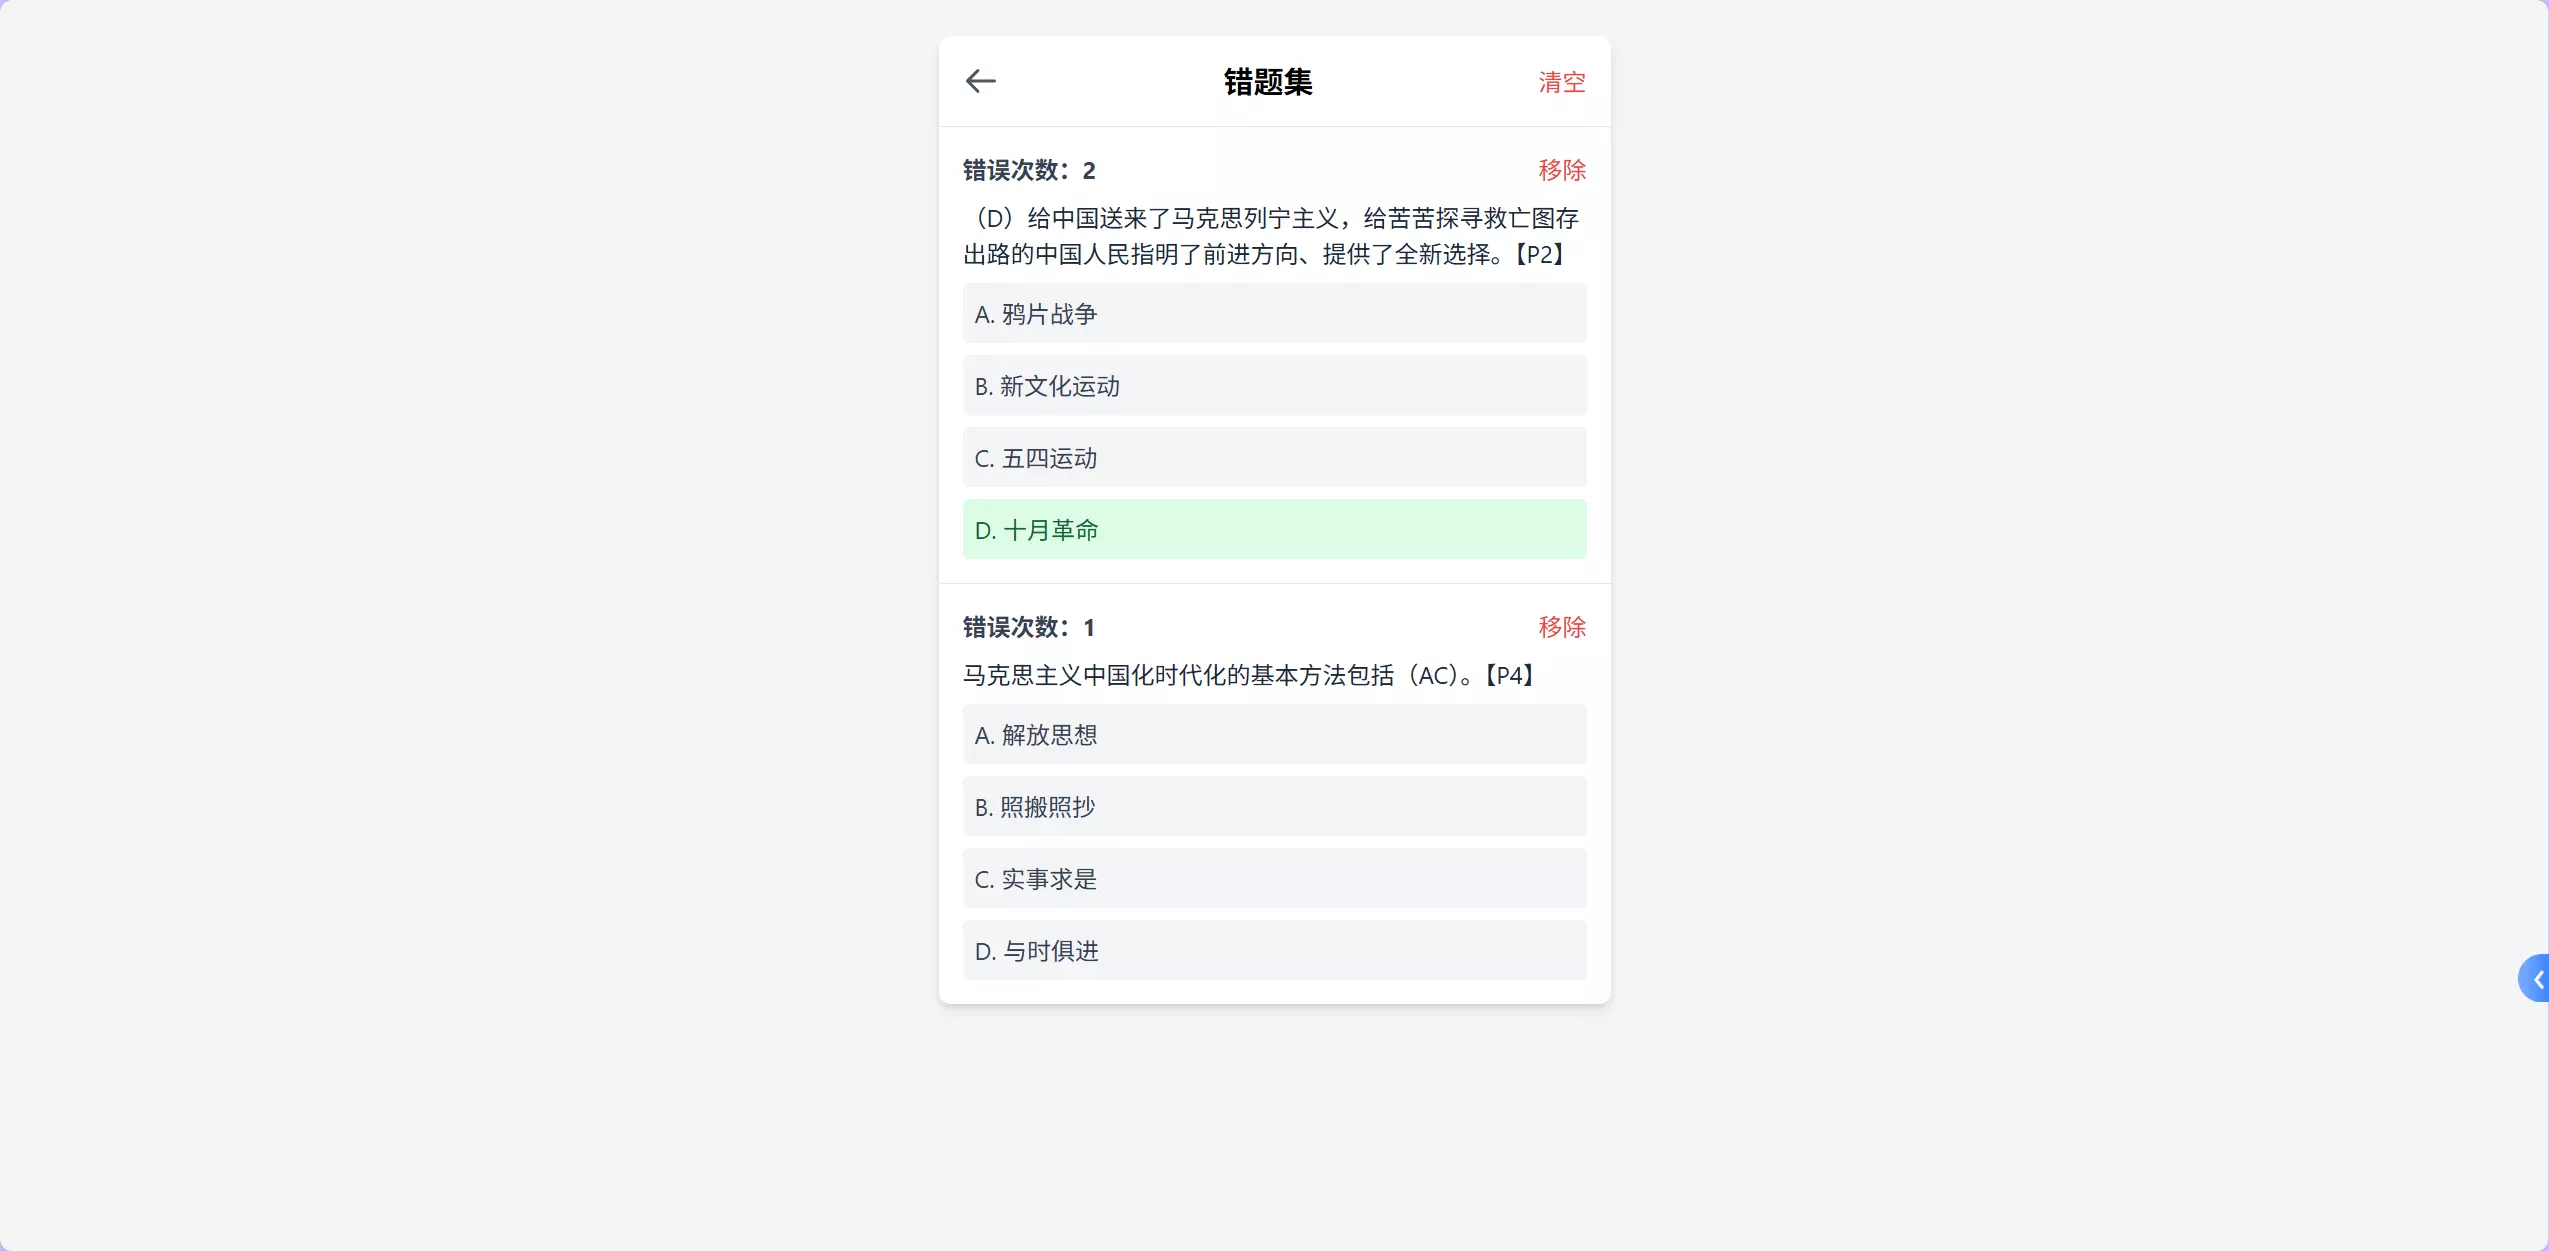 错题集
清空
错误次数：2
移除
（D）给中国送来了马克思列宁主义，给苦苦探寻救亡图存
出路的中国人民指明了前进方向、提供了全新选择。【P2】
A. 鸦片战争
B. 新文化运动
C. 五四运动
D. 十月革命
错误次数：1
移除
马克思主义中国化时代化的基本方法包括（AC）。【P4】
A. 解放思想
B. 照搬照抄
C. 实事求是
D. 与时俱进